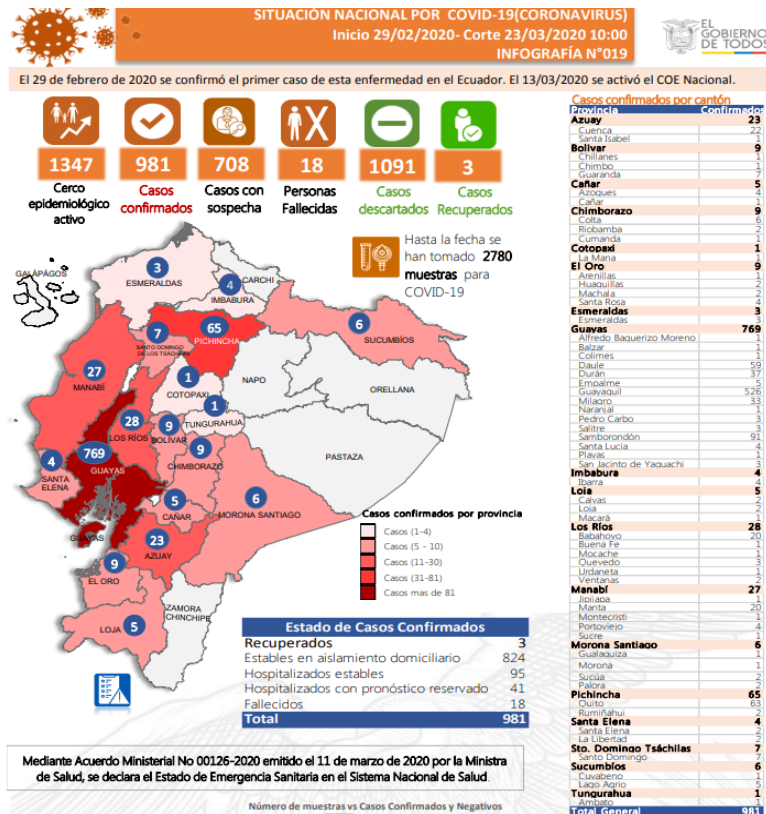 SITUACIÓN NACIONAL POR COVID-19(CORONAVIRUS)
Inicio 29/02/2020- Corte 23/03/2020 10:00
INFOGRAFÍA N°019
EL
GOBIERNO
DE TODOS
El 29 de febrero de 2020 se confirmó el primer caso de esta enfermedad en el Ecuador. El 13/03/2020 se activó el COE Nacional.
1347
Cerco
epidemiológico
activo
981
Casos
confirmados
708
Casos con
sospecha
18
Personas
Fallecidas
1091
Casos
descartados
3
Casos
Recuperados
Hasta la fecha se
han tomado 2780
muestras para
COVID-19
GALÁPAGOS
3
ESMERALDAS
4
CARCHI
IMBABURA
7
SANTO DOMINGO
DE LOS TSACHILAS
65
PICHINCHA
6
SUCUMBÍOS
27
MANABÍ
1
COTOPAXI
NAPO
ORELLANA
1
TUNGURAHUA
28
LOS RÍOS
9
BOLÍVAR
9
CHIMBORAZO
PASTAZA
4
SANTA
ELENA
769
GUAYAS
5
CAÑAR
6
MORONA SANTIAGO
GUAYAS
23
AZUAY
9
EL ORO
LOJA
5
ZAMORA
CHINCHIPE
Casos confirmados por provincia
Casos (1-4)
Casos (5 - 10)
Casos (11-30)
Casos (31-81)
Casos mas de 81
Estado de Casos Confirmados
Recuperados 3
Estables en aislamiento domiciliario 824
Hospitalizados estables 95
Hospitalizados con pronóstico reservado 41
Fallecidos 18
Total 981
Mediante Acuerdo Ministerial No 00126-2020 emitido el 11 de marzo de 2020 por la Ministra
de Salud, se declara el Estado de Emergencia Sanitaria en el Sistema Nacional de Salud
Número de muestras vs Casos Confirmados y Negativos
Casos confirmados por cantón
Provincia Confirmados
Azuay 23
Cuenca 22
Santa Isabel 1
Bolivar 9
Chillanes 1
Chimbo 1
Guaranda 7
Cañar 5
Azogues 4
Cañar 1
Chimborazo 9
Colta 6
Riobamba 2
Cumanda 1
Cotopaxi 1
La Mana 1
El Oro 9
Arenillas 1
Huaquillas 2
Machala 2
Santa Rosa 4
Esmeraldas 3
Esmeraldas 3
Guayas 769
Alfredo Baquerizo Moreno 1
Balzar 1
Colimes 1
Daule 59
Durán 37
Empalme 5
Guayaquil 526
Milagro 33
Naranjal 1
Pedro Carbo 3
Salitre 3
Samborondón 91
Santa Lucia 4
Playas 1
San Jacinto de Yaguachi 3
Imbabura 4
Ibarra 4
Loja 5
Calvas 2
Loja 2
Macará 1
Los Ríos 28
Babahoyo 20
Buena Fe 1
Mocache 1
Quevedo 3
Urdaneta 1
Ventanas 2
Manabí 27
Jipijapa 1
Manta 20
Montecristi 1
Portoviejo 4
Sucre 1
Morona Santiago 6
Gualaquiza 1
Morona 1
Sucúa 2
Palora 2
Pichincha 65
Quito 63
Rumiñahui 2
Santa Elena 4
Santa Elena 2
La Libertad 2
Sto. Domingo Tsáchilas 7
Santo Domingo 7
Sucumbíos 6
Cuyabeno 1
Lago Agrio 5
Tungurahua 1
Ambato 1
Total General 981